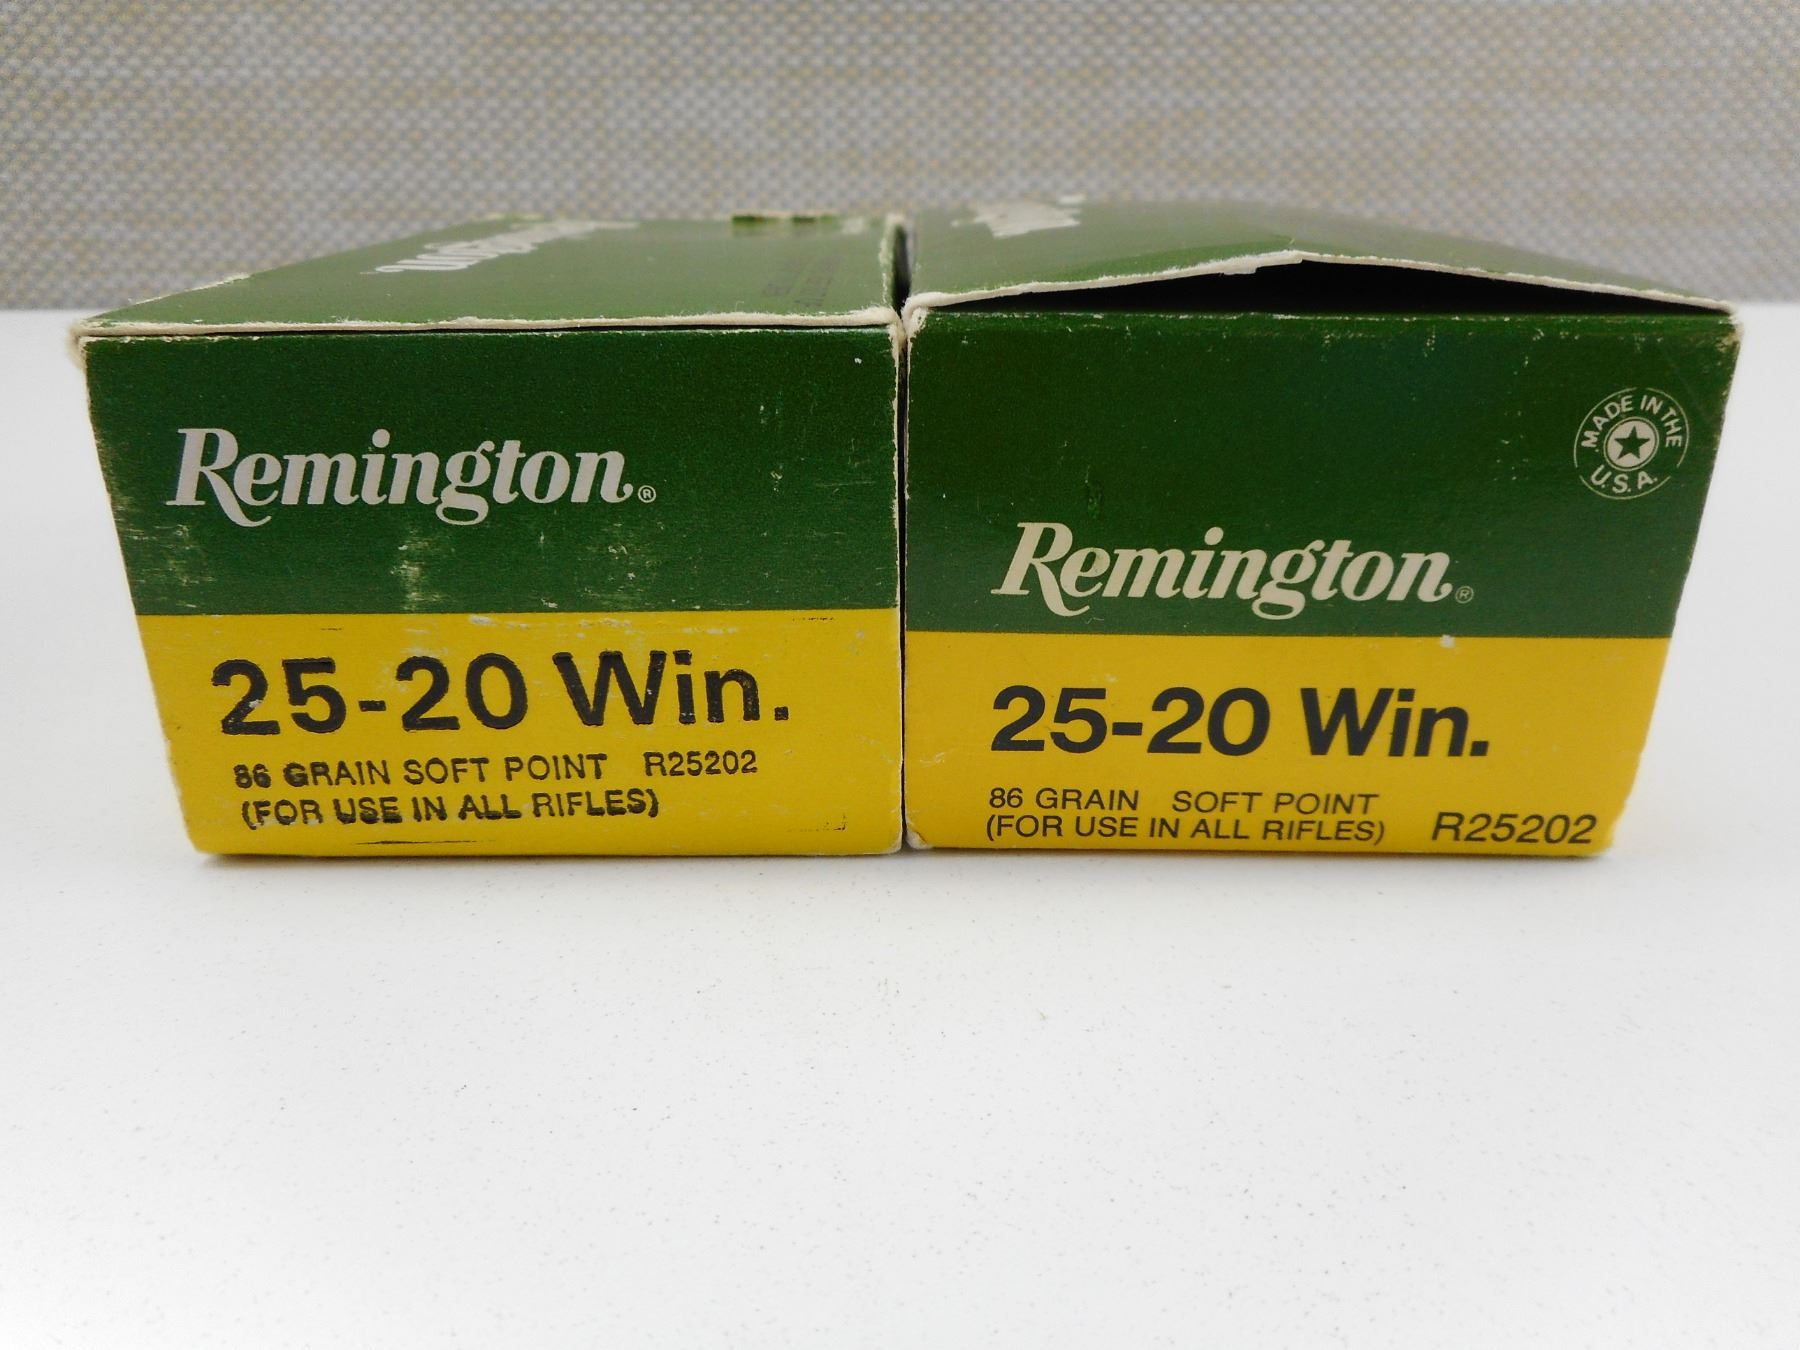 Remington®
25-20 Win.
86 GRAIN SOFT POINT R25202
(FOR USE IN ALL RIFLES)
MADE IN THE
U.S.A.
Remington®
25-20 Win.
86 GRAIN SOFT POINT
(FOR USE IN ALL RIFLES) R25202
Remington